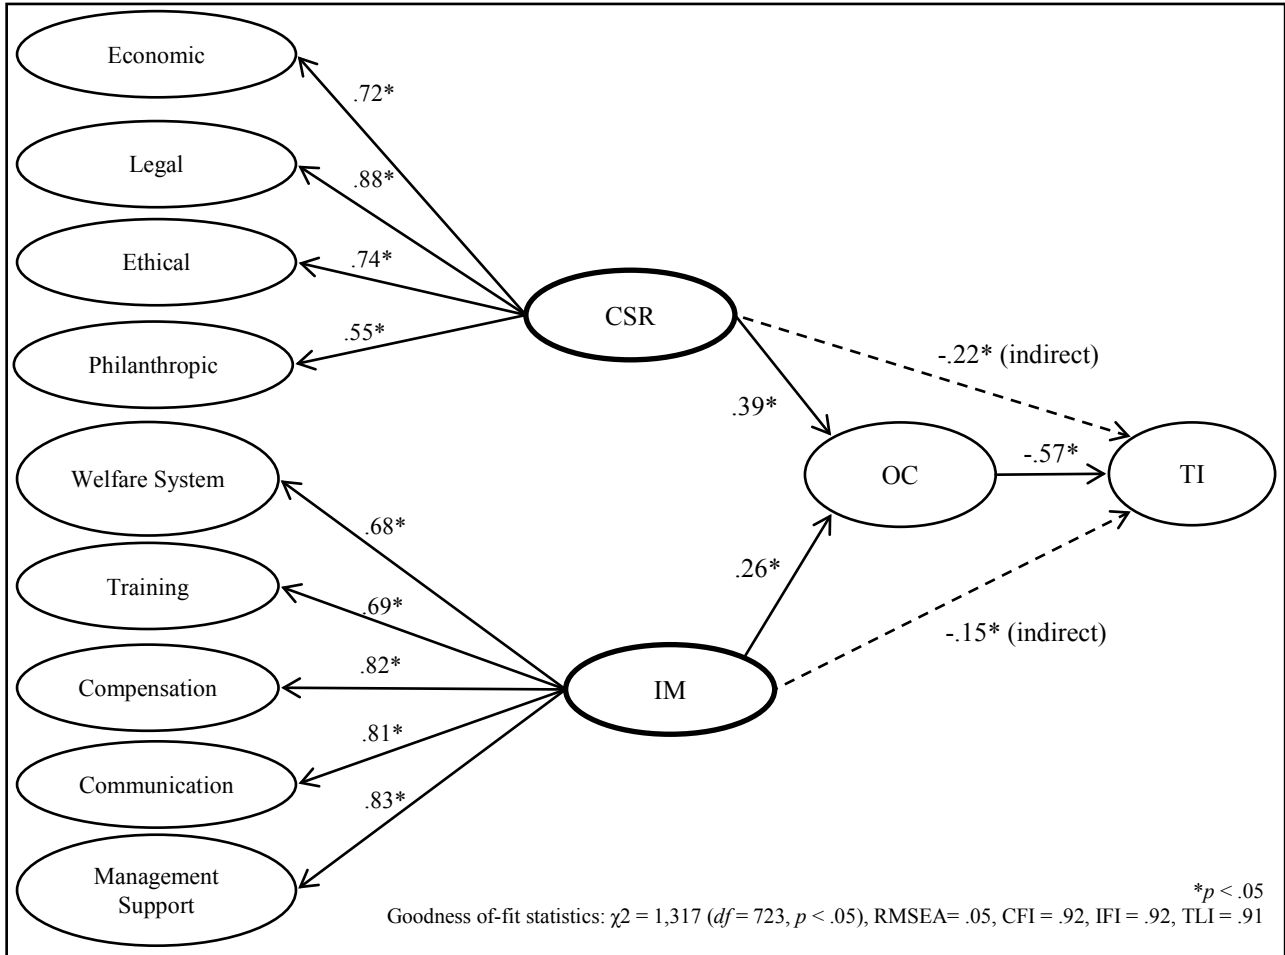 Economic
.72*
Legal
.88*
Ethical
.74*
CSR
.55*
Philanthropic
-.22* (indirect)
.39*
Welfare System
OC
-.57*
TI
.68*
Training
.26*
.69*
-.15* (indirect)
Compensation
.82*
IM
.81*
Communication
.83*
Management
Support
*p < .05
Goodness of-fit statistics: χ2 = 1,317 (df = 723, p < .05), RMSEA= .05, CFI = .92, IFI = .92, TLI = .91